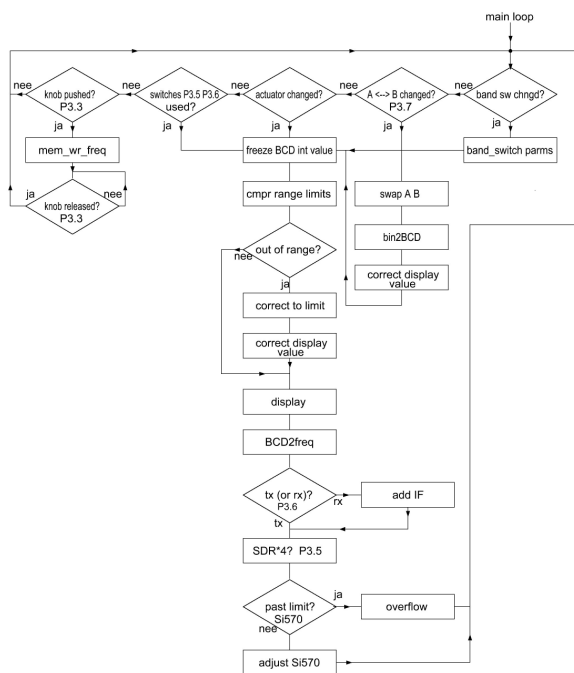 main loop
nee
knob pushed?
P3.3
ja
nee
switches P3.5 P3.6
used?
ja
nee
actuator changed?
ja
nee
A <--> B changed?
P3.7
ja
nee
band sw chngd?
ja
mem_wr_freq
freeze BCD int value
band_switch parms
ja
knob released?
P3.3
nee
cmpr range limits
swap A B
out of range?
nee
ja
bin2BCD
correct display
value
correct to limit
correct display
value
display
BCD2freq
tx (or rx)?
P3.6
rx
tx
add IF
SDR*4? P3.5
past limit?
Si570
ja
nee
overflow
adjust Si570